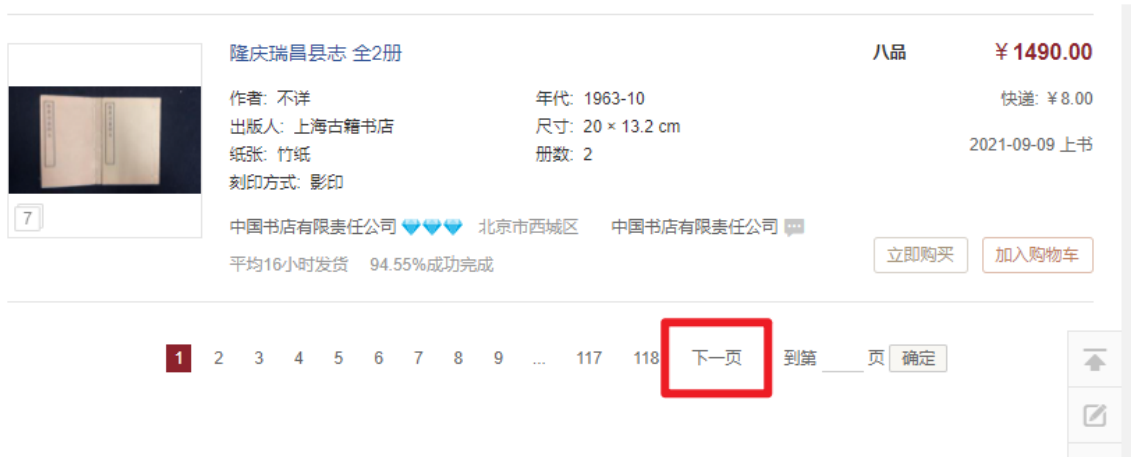 隆庆瑞昌县志 全2册
八品
¥1490.00
作者: 不详
年代: 1963-10
快递: ¥8.00
出版人: 上海古籍书店
尺寸: 20 × 13.2 cm
纸张: 竹纸
册数: 2
2021-09-09 上书
刻印方式: 影印
7
中国书店有限责任公司 北京市西城区 中国书店有限责任公司
平均16小时发货 94.55%成功完成
立即购买 加入购物车
1 2 3 4 5 6 7 8 9 ... 117 118 下一页 到第 页 确定